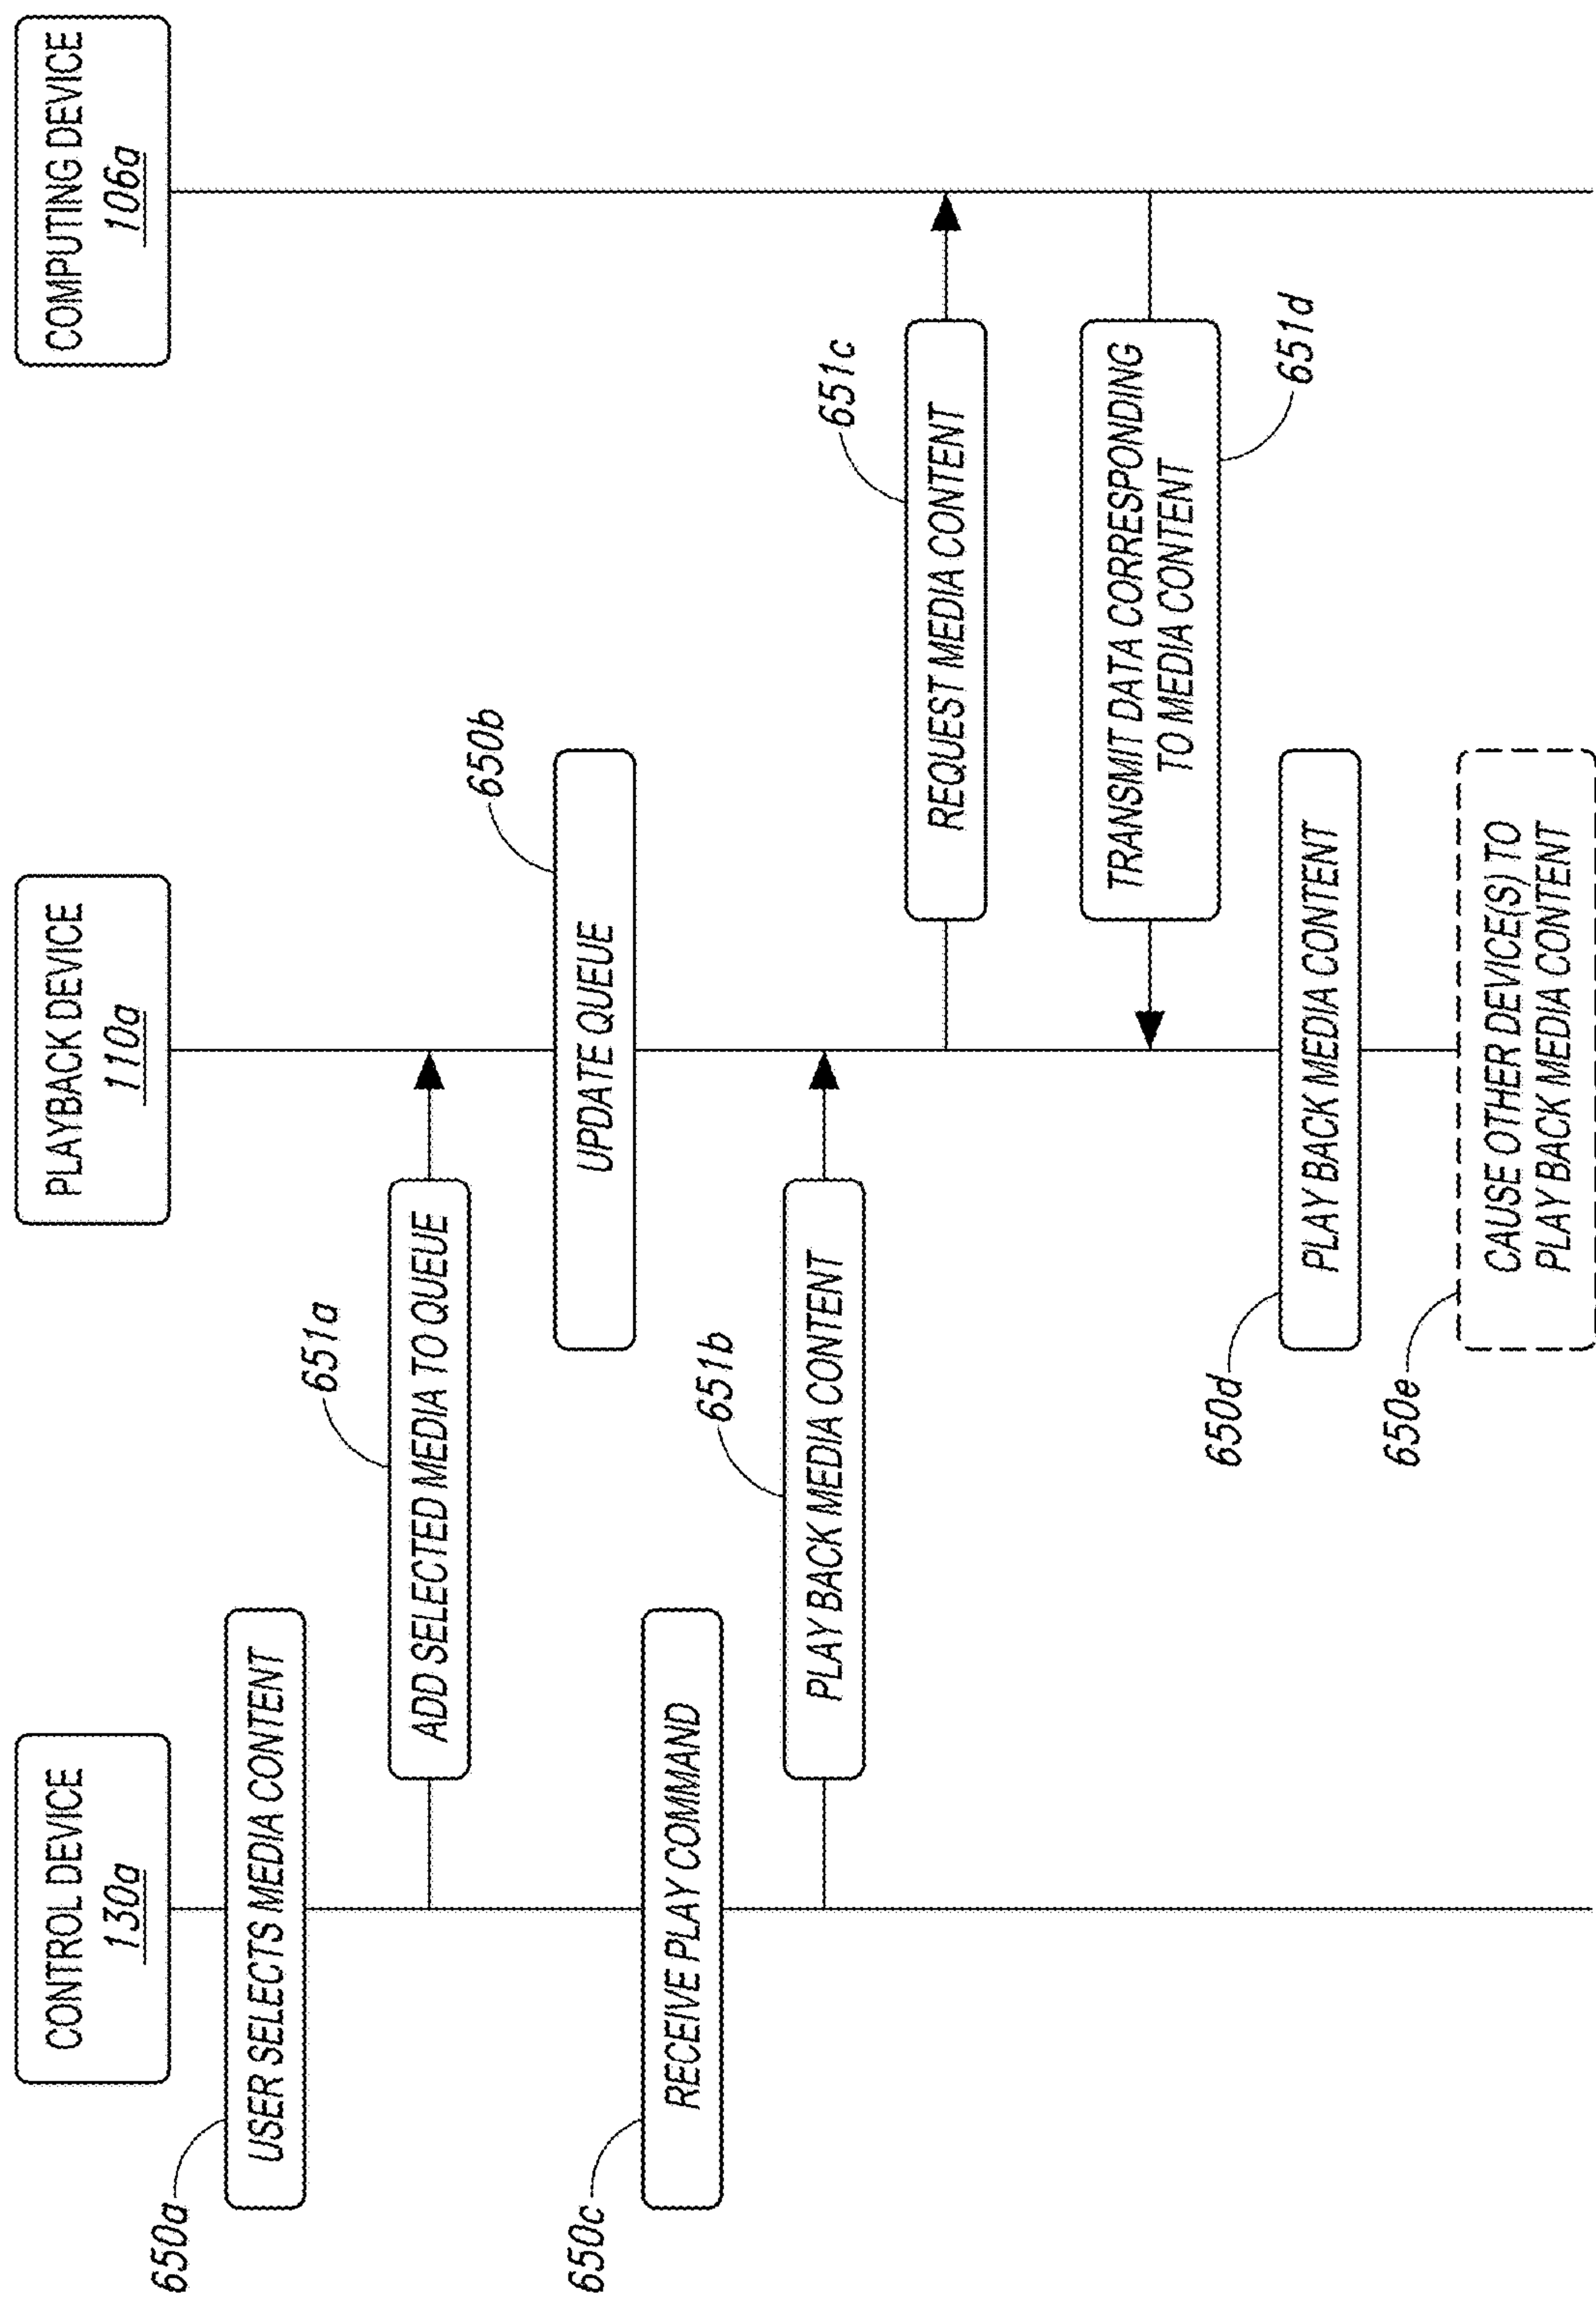 CONTROL DEVICE
130a
PLAYBACK DEVICE
110a
COMPUTING DEVICE
106a
650a
USER SELECTS MEDIA CONTENT
651a
ADD SELECTED MEDIA TO QUEUE
650b
UPDATE QUEUE
650c
RECEIVE PLAY COMMAND
651b
PLAY BACK MEDIA CONTENT
651c
REQUEST MEDIA CONTENT
TRANSMIT DATA CORRESPONDING
TO MEDIA CONTENT
651d
650d
PLAY BACK MEDIA CONTENT
650e
CAUSE OTHER DEVICE(S) TO
PLAY BACK MEDIA CONTENT